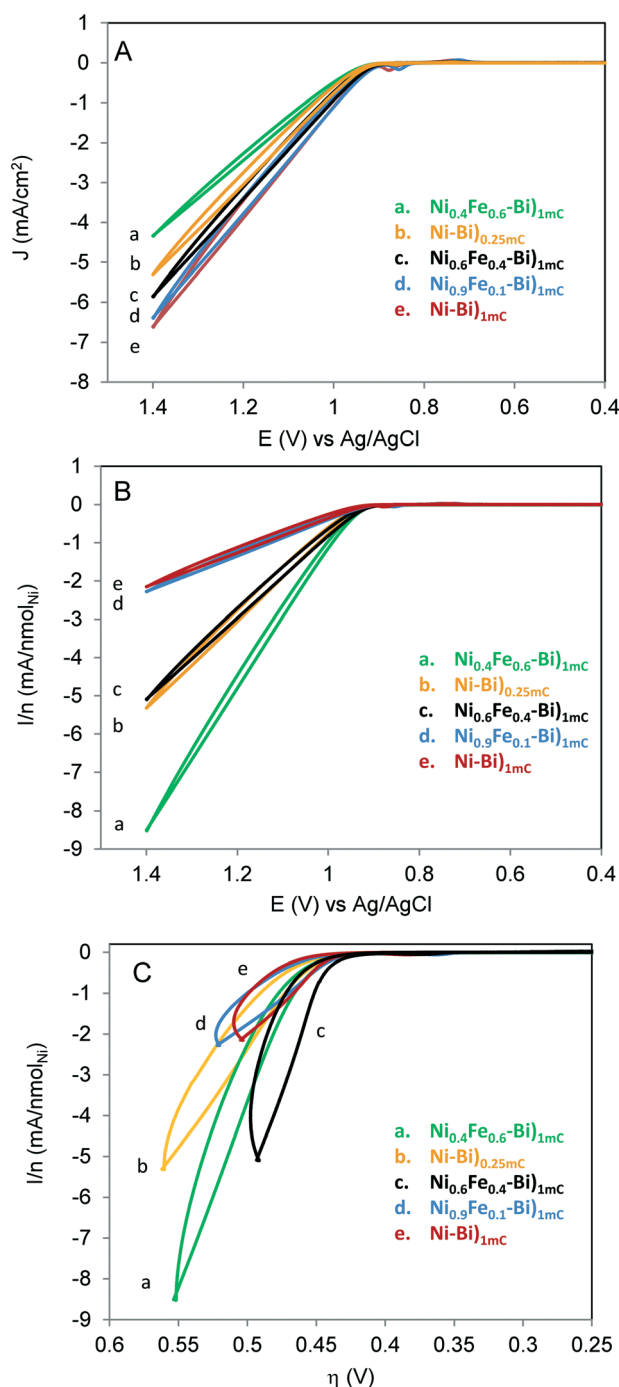 A
1
0
-1
-2
-3
-4
-5
-6
-7
-8
J (mA/cm²)
a
b
c
d
e
a. Ni₀.₄Fe₀.₆-Bi)₁mC
b. Ni-Bi)₀.₂₅mC
c. Ni₀.₆Fe₀.₄-Bi)₁mC
d. Ni₀.₉Fe₀.₁-Bi)₁mC
e. Ni-Bi)₁mC
1.4 1.2 1 0.8 0.6 0.4
E (V) vs Ag/AgCl
B
1
0
-1
-2
-3
-4
-5
-6
-7
-8
-9
I/n (mA/nmolNi)
e
d
c
b
a
a. Ni₀.₄Fe₀.₆-Bi)₁mC
b. Ni-Bi)₀.₂₅mC
c. Ni₀.₆Fe₀.₄-Bi)₁mC
d. Ni₀.₉Fe₀.₁-Bi)₁mC
e. Ni-Bi)₁mC
1.4 1.2 1 0.8 0.6 0.4
E (V) vs Ag/AgCl
C
0
-1
-2
-3
-4
-5
-6
-7
-8
-9
I/n (mA/nmolNi)
e
d
c
b
a
a. Ni₀.₄Fe₀.₆-Bi)₁mC
b. Ni-Bi)₀.₂₅mC
c. Ni₀.₆Fe₀.₄-Bi)₁mC
d. Ni₀.₉Fe₀.₁-Bi)₁mC
e. Ni-Bi)₁mC
0.6 0.55 0.5 0.45 0.4 0.35 0.3 0.25
η (V)